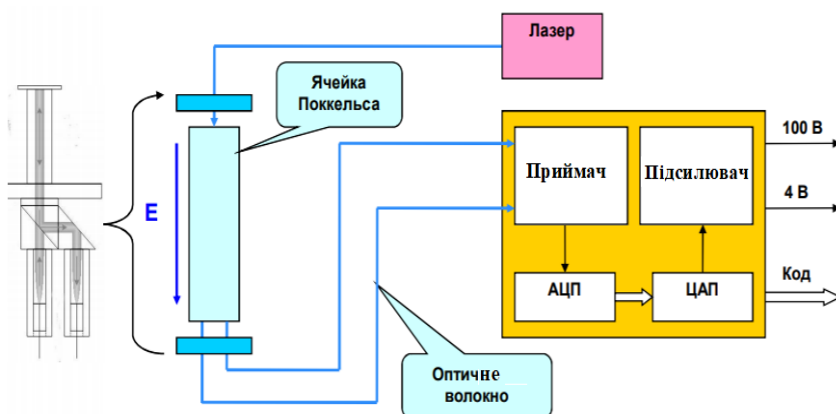 Лазер
Ячейка
Поккельса
E
Приймач
Підсилювач
100 В
4 В
АЦП
ЦАП
Код
Оптичне
волокно